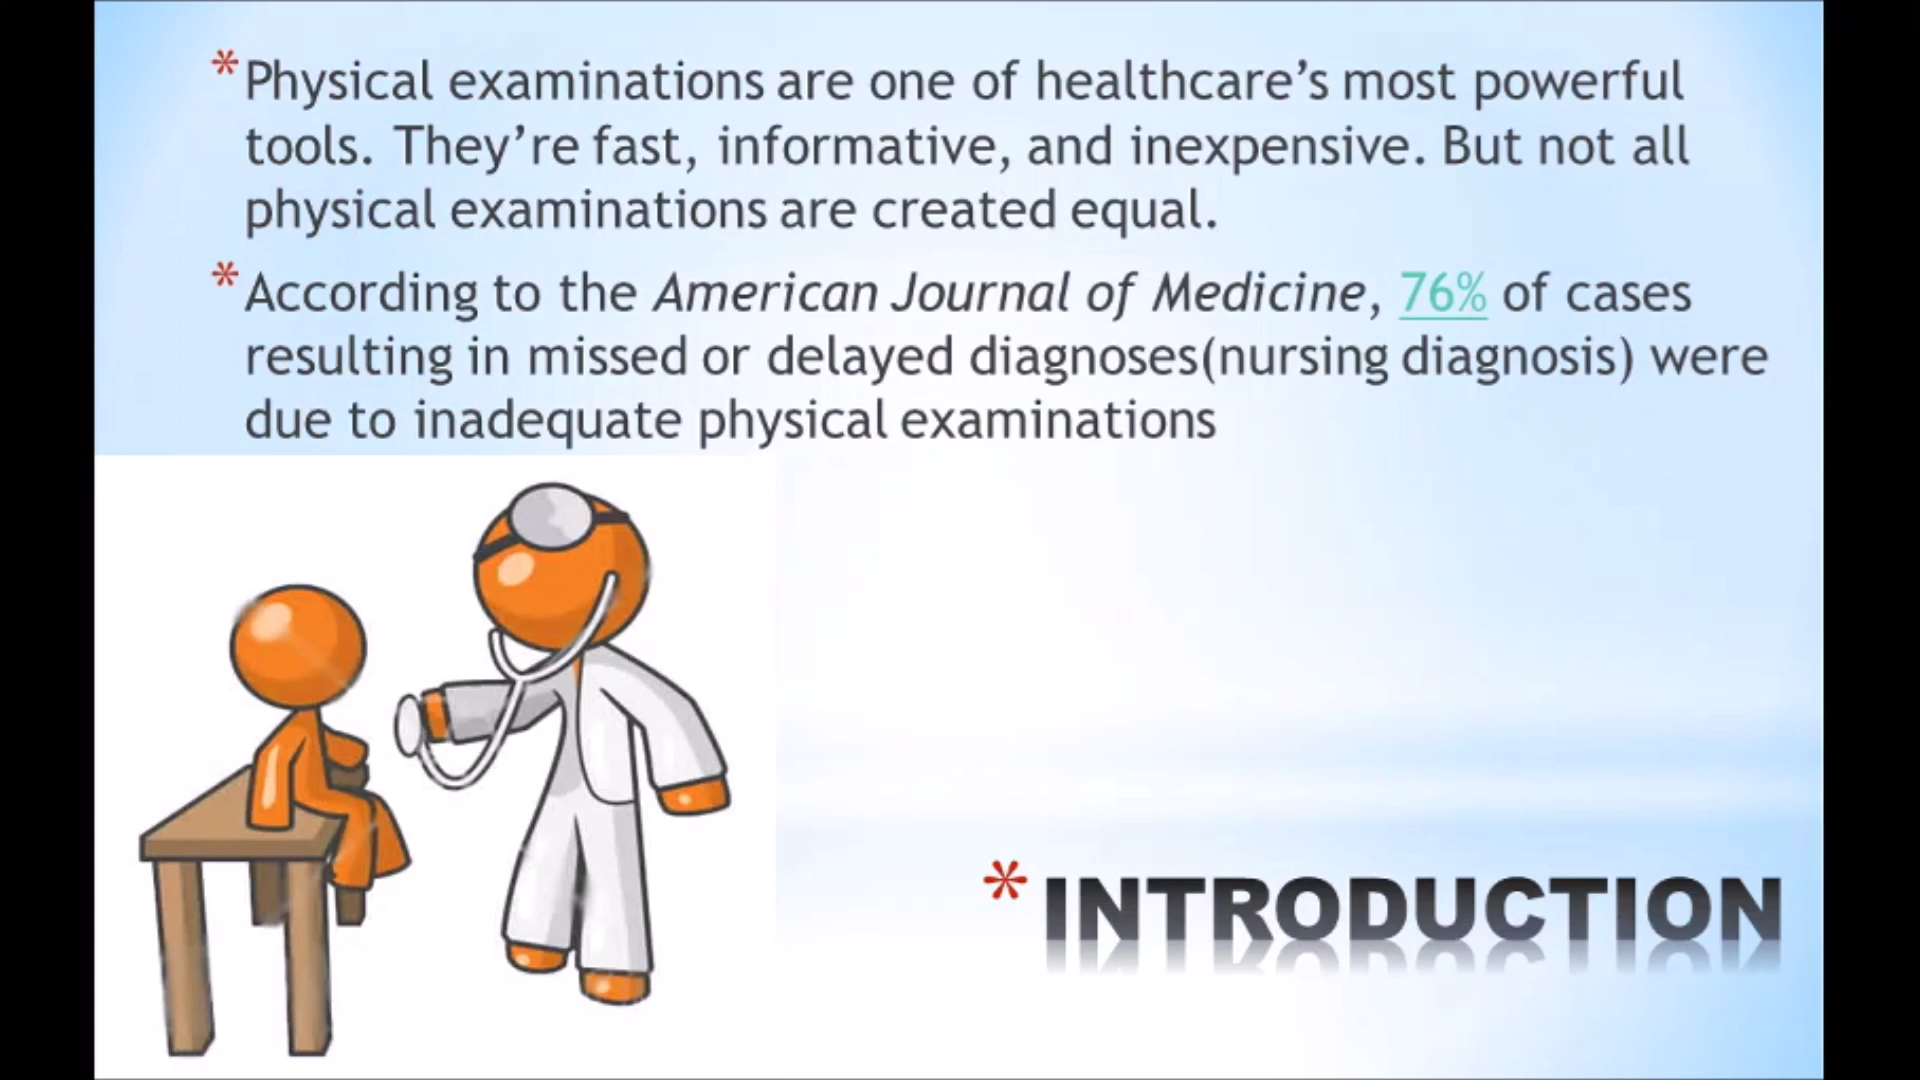 * Physical examinations are one of healthcare’s most powerful
tools. They’re fast, informative, and inexpensive. But not all
physical examinations are created equal.
* According to the American Journal of Medicine, 76% of cases
resulting in missed or delayed diagnoses(nursing diagnosis) were
due to inadequate physical examinations
* INTRODUCTION